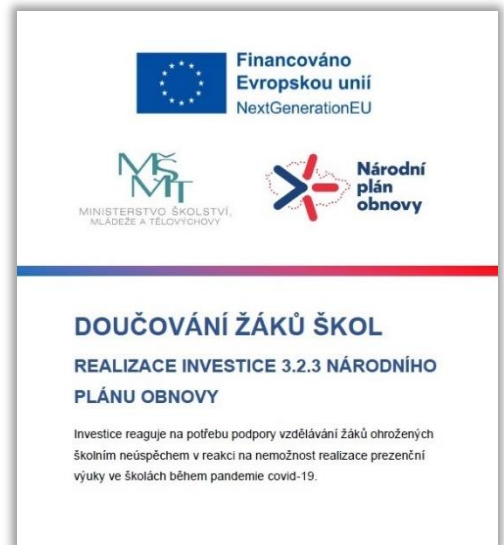 Financováno
Evropskou unií
NextGenerationEU
MŠMT
MINISTERSTVO ŠKOLSTVÍ,
MLÁDEŽE A TĚLOVÝCHOVY
Národní
plán
obnovy
DOUČOVÁNÍ ŽÁKŮ ŠKOL
REALIZACE INVESTICE 3.2.3 NÁRODNÍHO
PLÁNU OBNOVY
Investice reaguje na potřebu podpory vzdělávání žáků ohrožených
školním neúspěchem v reakci na nemožnost realizace prezenční
výuky ve školách během pandemie covid-19.